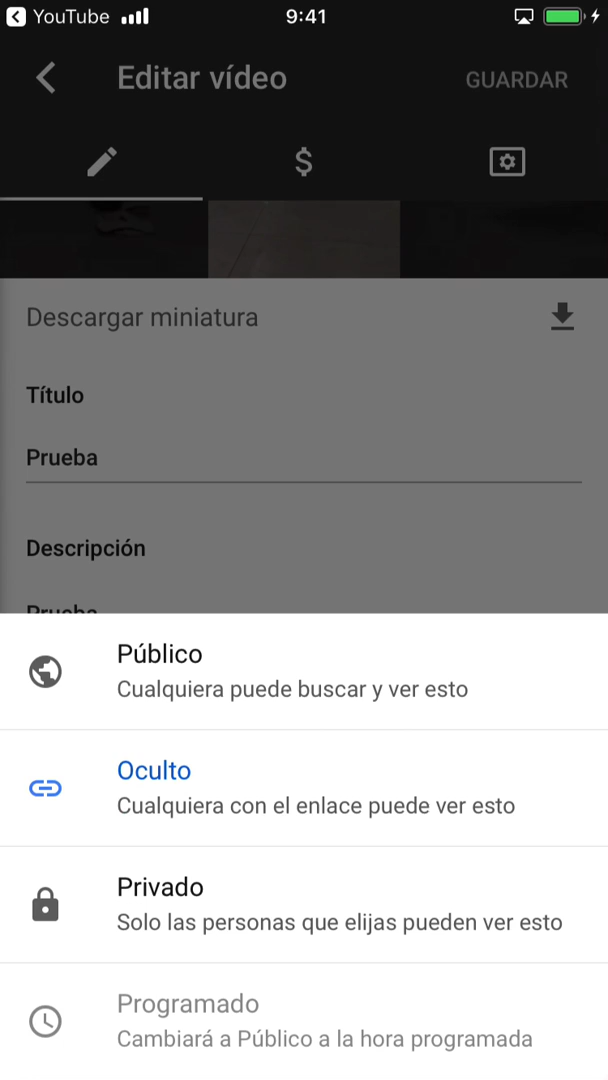 YouTube 9:41
Editar vídeo GUARDAR
$
Descargar miniatura
Título
Prueba
Descripción
Prueba
Público
Cualquiera puede buscar y ver esto
Oculto
Cualquiera con el enlace puede ver esto
Privado
Solo las personas que elijas pueden ver esto
Programado
Cambiará a Público a la hora programada